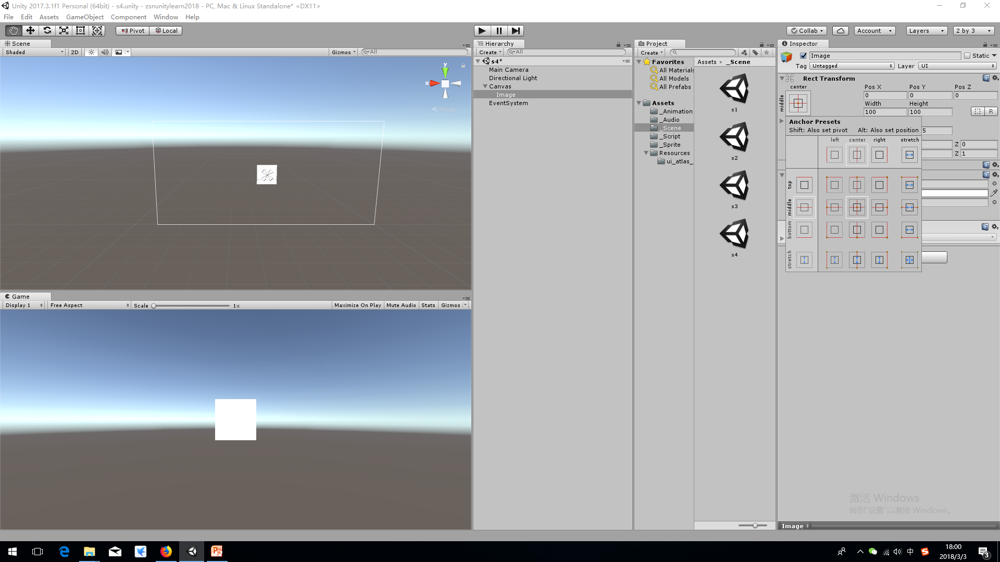 Unity 2017.3.1f1 Personal (64bit) - s4.unity - zsnunitylearn2018 - PC, Mac & Linux Standalone* <DX11>
File Edit Assets GameObject Component Window Help
Pivot Local Collab Account Layers 2 by 3
Scene
Shaded 2D Gizmos All
y
x
Persp
Game
Display 1 Free Aspect Scale 1x Maximize On Play Mute Audio Stats Gizmos
Hierarchy
Create All
s4*
Main Camera
Directional Light
Canvas
Image
EventSystem
Project
Create
Favorites
All Materials
All Models
All Prefabs
Assets
_Animation
_Audio
_Scene
_Script
_Sprite
Resources
ui_atlas_
Assets _Scene
s1
s2
s3
s4
Inspector
Image Static
Tag Untagged Layer UI
Rect Transform
center Pos X Pos Y Pos Z
middle 0 0 0
Width Height
100 100 R
Anchor Presets
Shift: Also set pivot Alt: Also set position 5
left center right stretch
Z 0
Z 1
top
middle
bottom
stretch
激活 Windows
转到“设置”以激活 Windows。
Image
中
18:00
2018/3/3
3